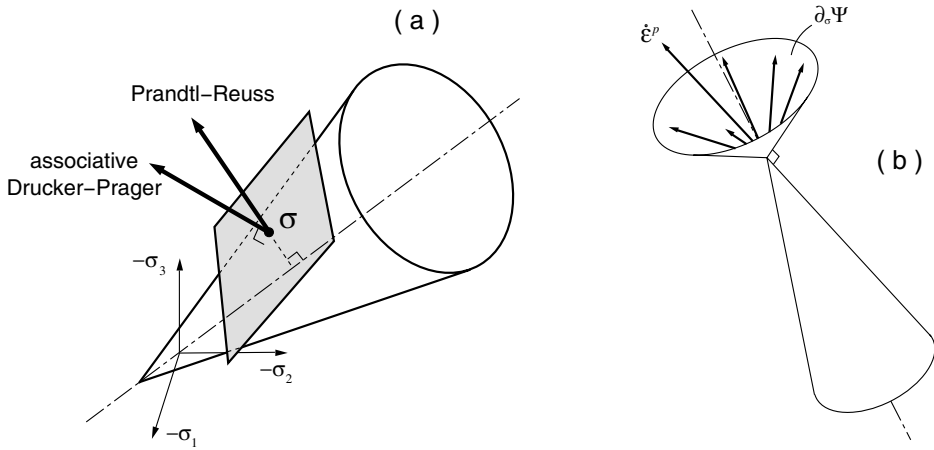 ( a )
Prandtl−Reuss
associative
Drucker−Prager
σ
−σ3
−σ2
−σ1
ε̇p
∂σΨ
( b )